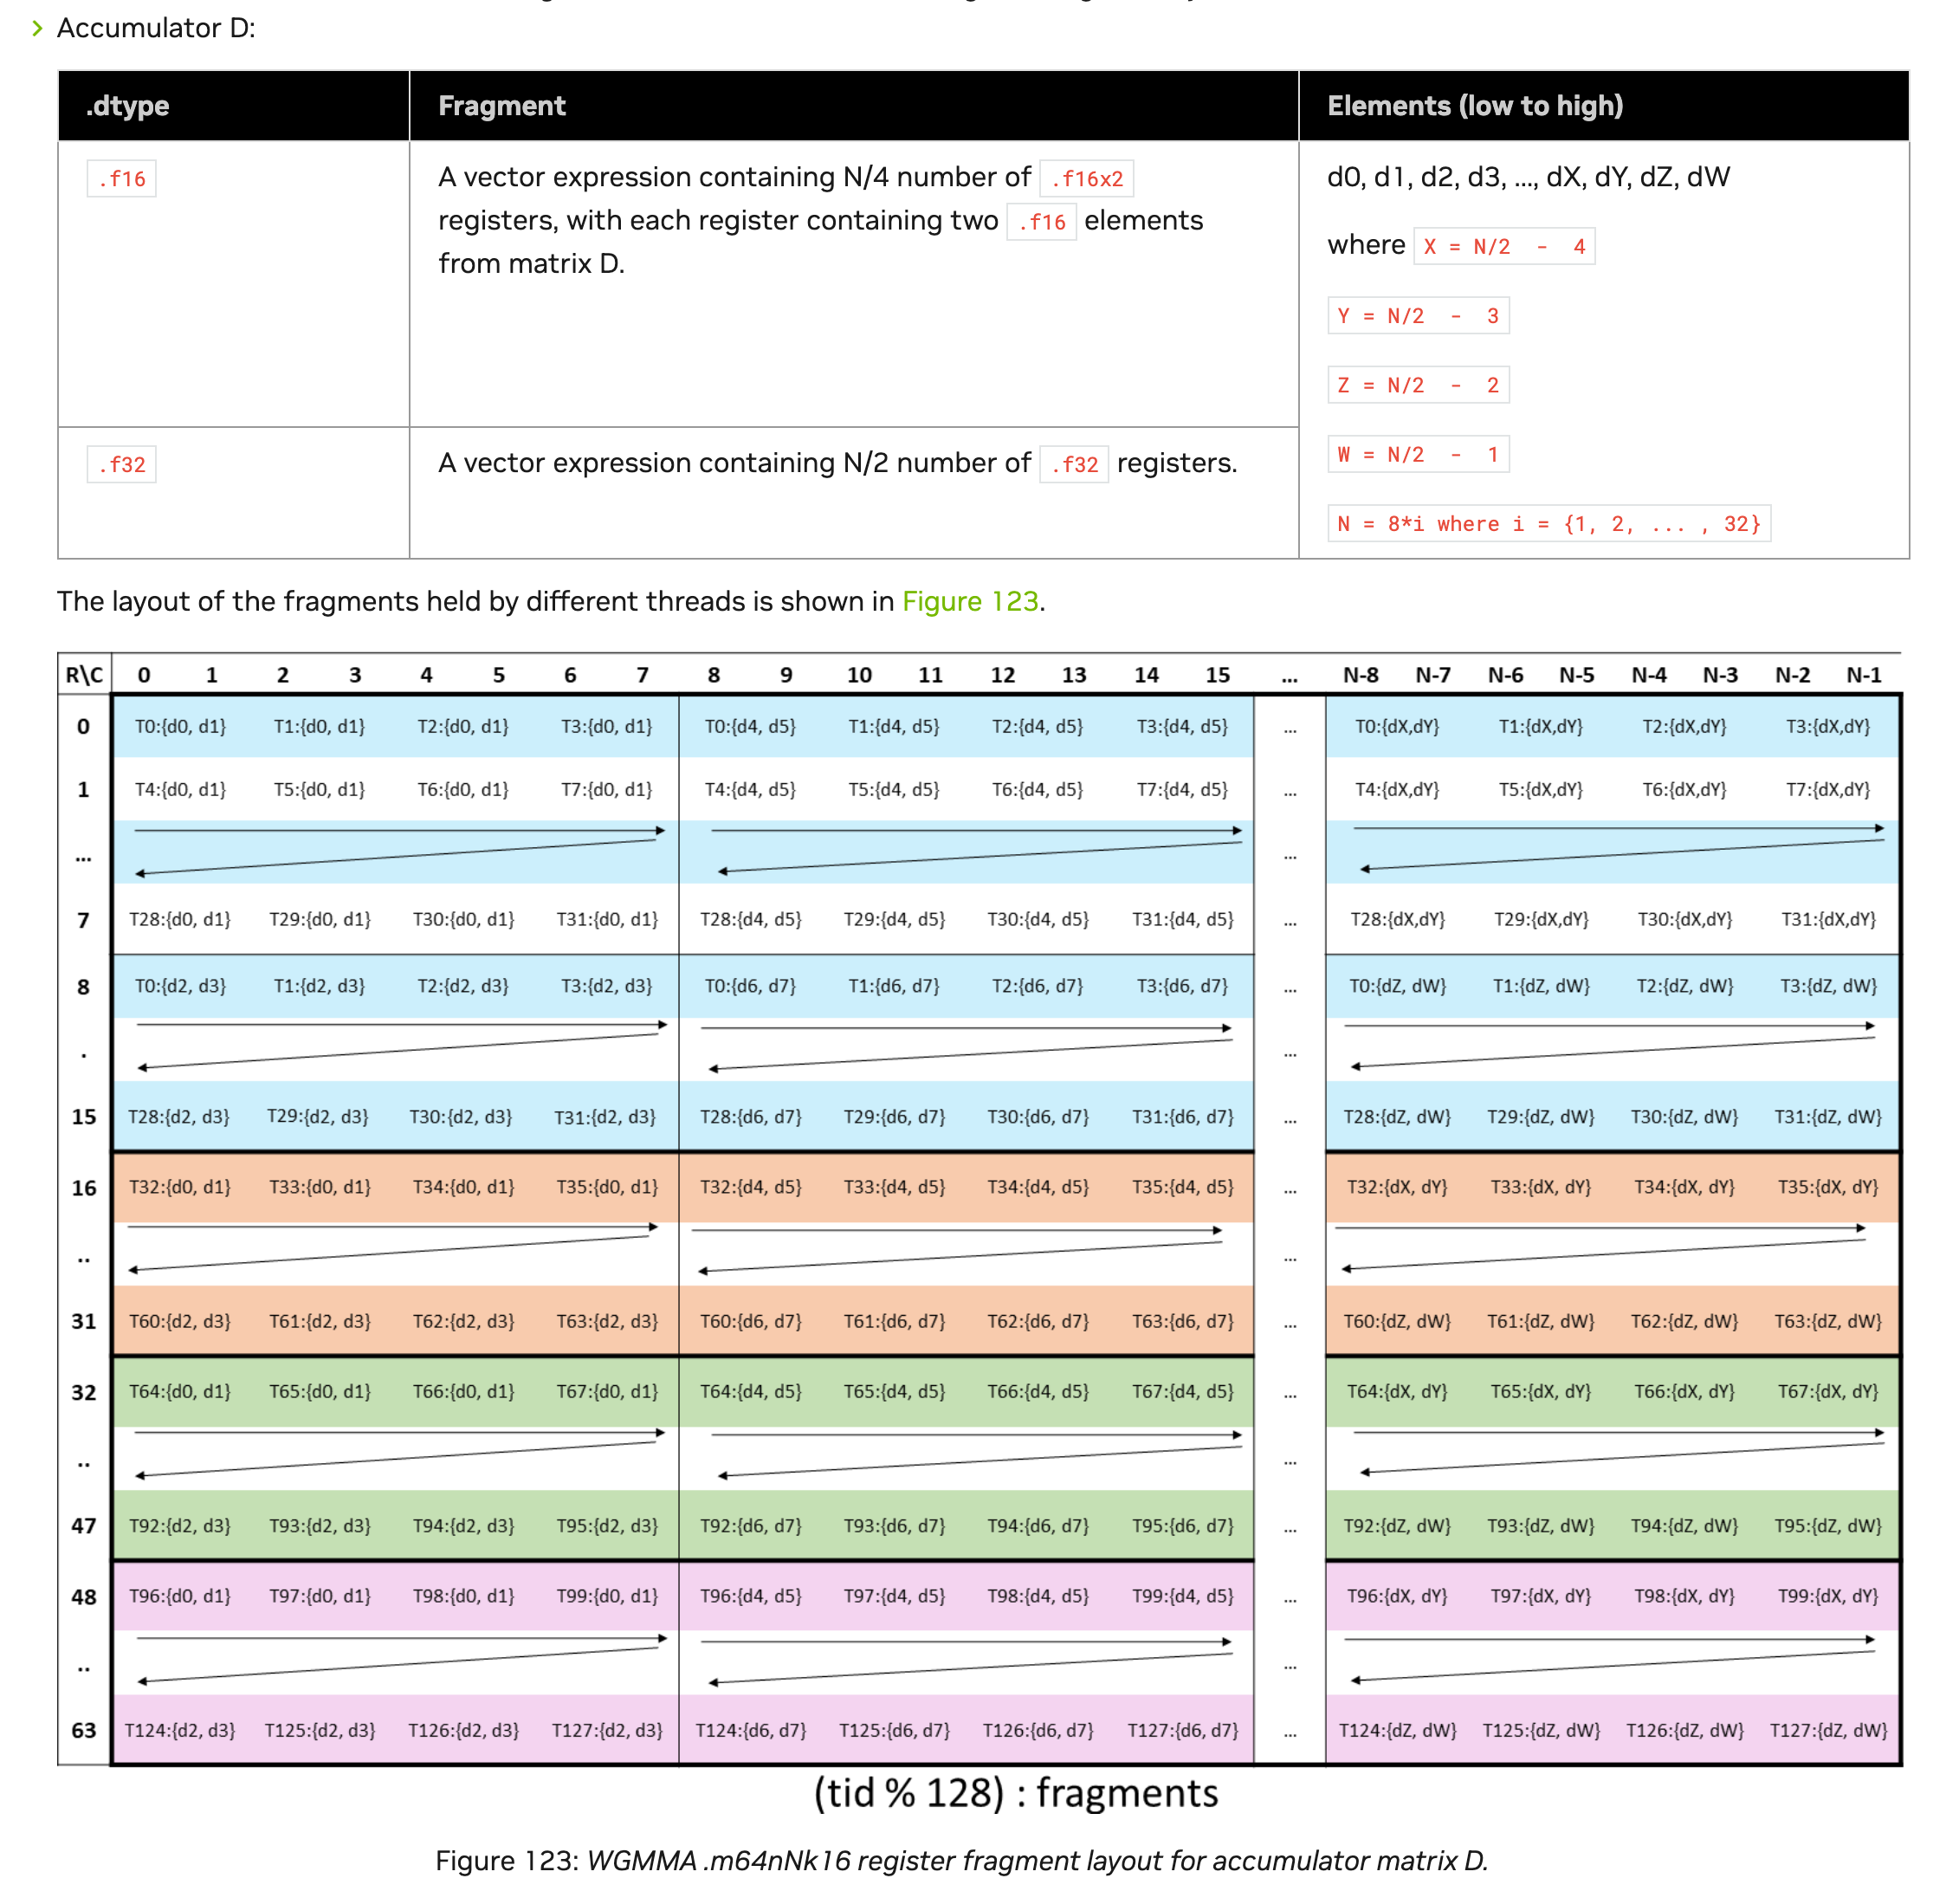 Accumulator D:
.dtype Fragment Elements (low to high)
.f16 A vector expression containing N/4 number of .f16x2 d0, d1, d2, d3, ..., dX, dY, dZ, dW
registers, with each register containing two .f16 elements
where X = N/2 - 4
from matrix D.
Y = N/2 - 3
Z = N/2 - 2
.f32 A vector expression containing N/2 number of .f32 registers. W = N/2 - 1
N = 8*i where i = {1, 2, ... , 32}
The layout of the fragments held by different threads is shown in Figure 123.
R\C 0 1 2 3 4 5 6 7 8 9 10 11 12 13 14 15 ... N-8 N-7 N-6 N-5 N-4 N-3 N-2 N-1
0 T0:{d0, d1} T1:{d0, d1} T2:{d0, d1} T3:{d0, d1} T0:{d4, d5} T1:{d4, d5} T2:{d4, d5} T3:{d4, d5} ... T0:{dX,dY} T1:{dX,dY} T2:{dX,dY} T3:{dX,dY}
1 T4:{d0, d1} T5:{d0, d1} T6:{d0, d1} T7:{d0, d1} T4:{d4, d5} T5:{d4, d5} T6:{d4, d5} T7:{d4, d5} ... T4:{dX,dY} T5:{dX,dY} T6:{dX,dY} T7:{dX,dY}
... ...
7 T28:{d0, d1} T29:{d0, d1} T30:{d0, d1} T31:{d0, d1} T28:{d4, d5} T29:{d4, d5} T30:{d4, d5} T31:{d4, d5} ... T28:{dX,dY} T29:{dX,dY} T30:{dX,dY} T31:{dX,dY}
8 T0:{d2, d3} T1:{d2, d3} T2:{d2, d3} T3:{d2, d3} T0:{d6, d7} T1:{d6, d7} T2:{d6, d7} T3:{d6, d7} ... T0:{dZ, dW} T1:{dZ, dW} T2:{dZ, dW} T3:{dZ, dW}
. ...
15 T28:{d2, d3} T29:{d2, d3} T30:{d2, d3} T31:{d2, d3} T28:{d6, d7} T29:{d6, d7} T30:{d6, d7} T31:{d6, d7} ... T28:{dZ, dW} T29:{dZ, dW} T30:{dZ, dW} T31:{dZ, dW}
16 T32:{d0, d1} T33:{d0, d1} T34:{d0, d1} T35:{d0, d1} T32:{d4, d5} T33:{d4, d5} T34:{d4, d5} T35:{d4, d5} ... T32:{dX, dY} T33:{dX, dY} T34:{dX, dY} T35:{dX, dY}
.. ...
31 T60:{d2, d3} T61:{d2, d3} T62:{d2, d3} T63:{d2, d3} T60:{d6, d7} T61:{d6, d7} T62:{d6, d7} T63:{d6, d7} ... T60:{dZ, dW} T61:{dZ, dW} T62:{dZ, dW} T63:{dZ, dW}
32 T64:{d0, d1} T65:{d0, d1} T66:{d0, d1} T67:{d0, d1} T64:{d4, d5} T65:{d4, d5} T66:{d4, d5} T67:{d4, d5} ... T64:{dX, dY} T65:{dX, dY} T66:{dX, dY} T67:{dX, dY}
.. ...
47 T92:{d2, d3} T93:{d2, d3} T94:{d2, d3} T95:{d2, d3} T92:{d6, d7} T93:{d6, d7} T94:{d6, d7} T95:{d6, d7} ... T92:{dZ, dW} T93:{dZ, dW} T94:{dZ, dW} T95:{dZ, dW}
48 T96:{d0, d1} T97:{d0, d1} T98:{d0, d1} T99:{d0, d1} T96:{d4, d5} T97:{d4, d5} T98:{d4, d5} T99:{d4, d5} ... T96:{dX, dY} T97:{dX, dY} T98:{dX, dY} T99:{dX, dY}
.. ...
63 T124:{d2, d3} T125:{d2, d3} T126:{d2, d3} T127:{d2, d3} T124:{d6, d7} T125:{d6, d7} T126:{d6, d7} T127:{d6, d7} ... T124:{dZ, dW} T125:{dZ, dW} T126:{dZ, dW} T127:{dZ, dW}
(tid % 128) : fragments
Figure 123: WGMMA .m64nNk16 register fragment layout for accumulator matrix D.